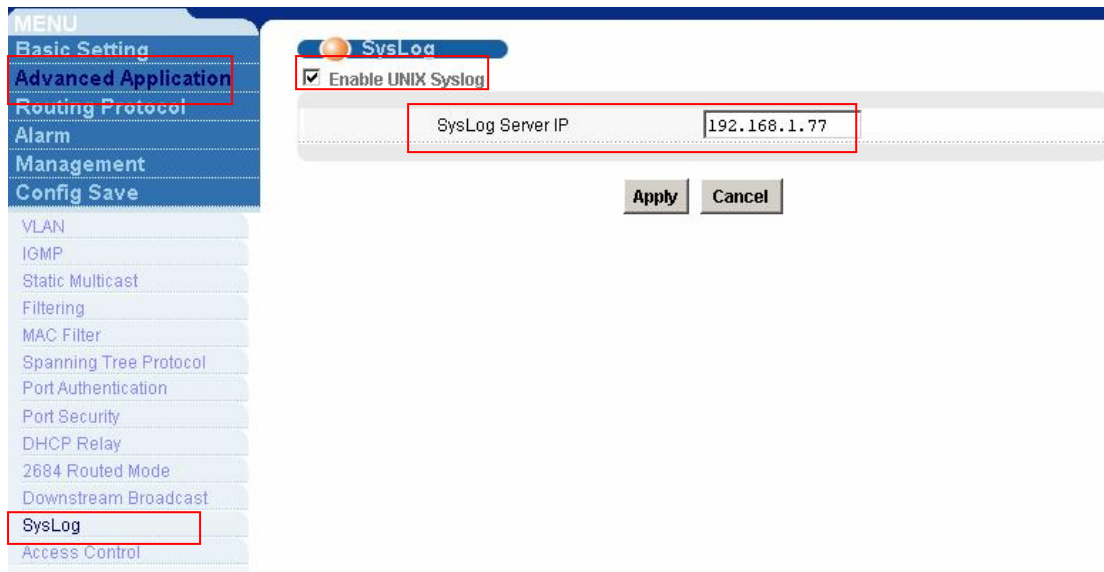 MENU
Basic Setting
Advanced Application
Routing Protocol
Alarm
Management
Config Save
VLAN
IGMP
Static Multicast
Filtering
MAC Filter
Spanning Tree Protocol
Port Authentication
Port Security
DHCP Relay
2684 Routed Mode
Downstream Broadcast
SysLog
Access Control
SysLog
Enable UNIX Syslog
SysLog Server IP 192.168.1.77
Apply Cancel